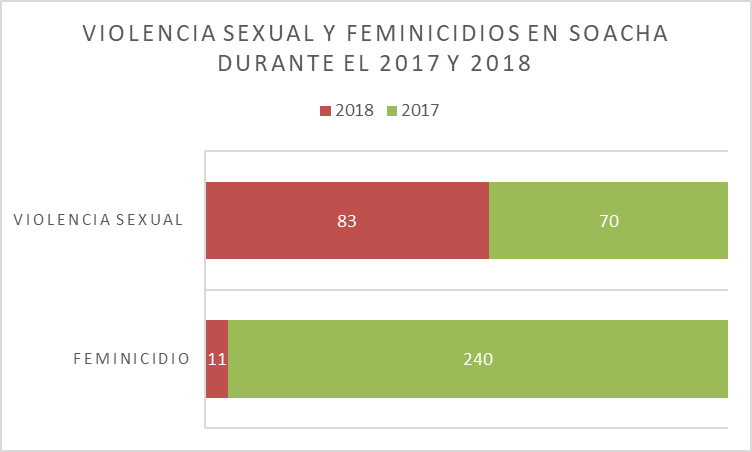 VIOLENCIA SEXUAL Y FEMINICIDIOS EN SOACHA
DURANTE EL 2017 Y 2018
2018 2017
VIOLENCIA SEXUAL 83 70
FEMINICIDIO 11 240